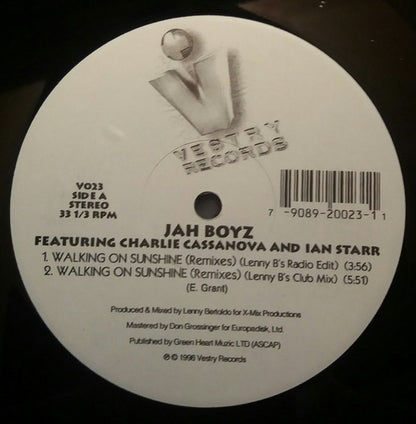 VESTRY
RECORDS
VO23
SIDE A
STEREO
33 1/3 RPM
7 -9089-20023-1 1
JAH BOYZ
FEATURING CHARLIE CASSANOVA AND IAN STARR
1. WALKING ON SUNSHINE (Remixes) (Lenny B's Radio Edit) (3:56)
2. WALKING ON SUNSHINE (Remixes) (Lenny B's Club Mix) (5:51)
(E. Grant)
Produced & Mixed by Lenny Bertoldo for X-Mix Productions
Mastered by Don Grossinger for Europadisk, Ltd.
Published by Green Heart Muzic LTD (ASCAP)
℗ © 1996 Vestry Records